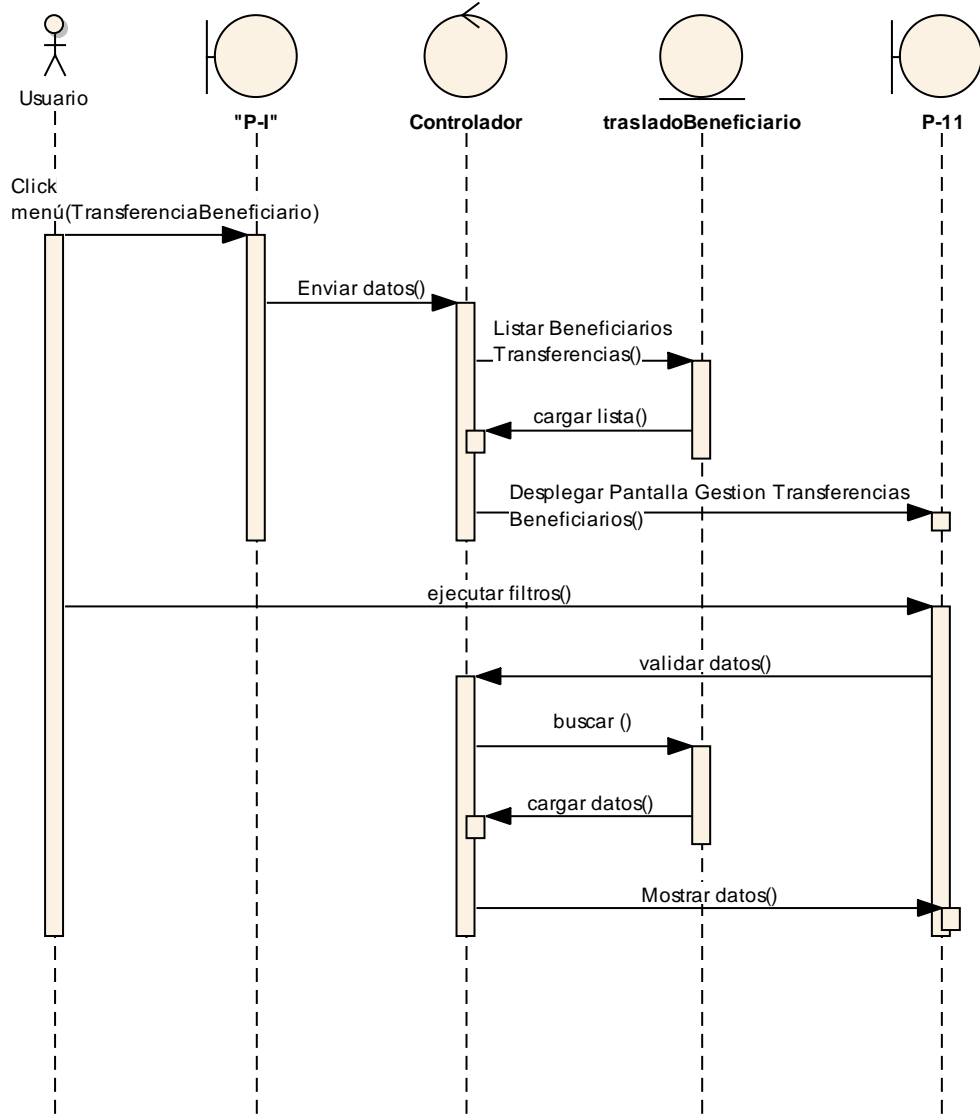 Usuario
"P-I"
Controlador
trasladoBeneficiario
P-11
Click
menú(TransferenciaBeneficiario)
Enviar datos()
Listar Beneficiarios
Transferencias()
cargar lista()
Desplegar Pantalla Gestion Transferencias
Beneficiarios()
ejecutar filtros()
validar datos()
buscar ()
cargar datos()
Mostrar datos()